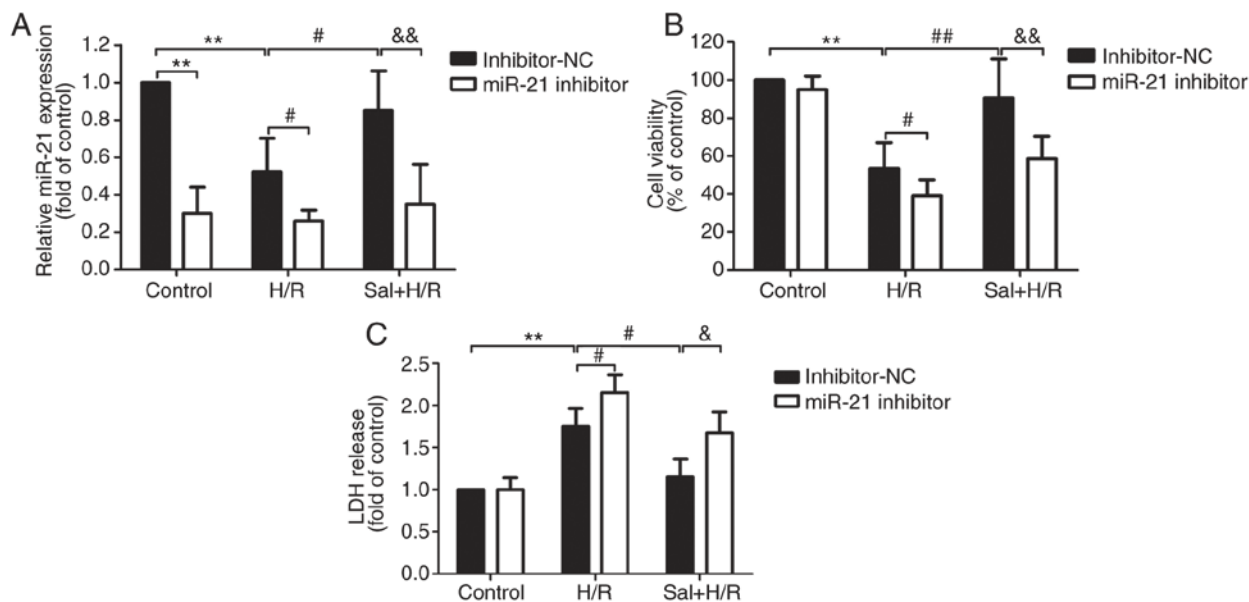 A
** # &&
1.2
1.0
0.8
0.6
0.4
0.2
0.0
**
#
Relative miR-21 expression
(fold of control)
Control H/R Sal+H/R
Inhibitor-NC
miR-21 inhibitor
B
** ## &&
120
100
80
60
40
20
0
#
Cell viability
(% of control)
Control H/R Sal+H/R
Inhibitor-NC
miR-21 inhibitor
C
** # &
#
2.5
2.0
1.5
1.0
0.5
0.0
LDH release
(fold of control)
Control H/R Sal+H/R
Inhibitor-NC
miR-21 inhibitor